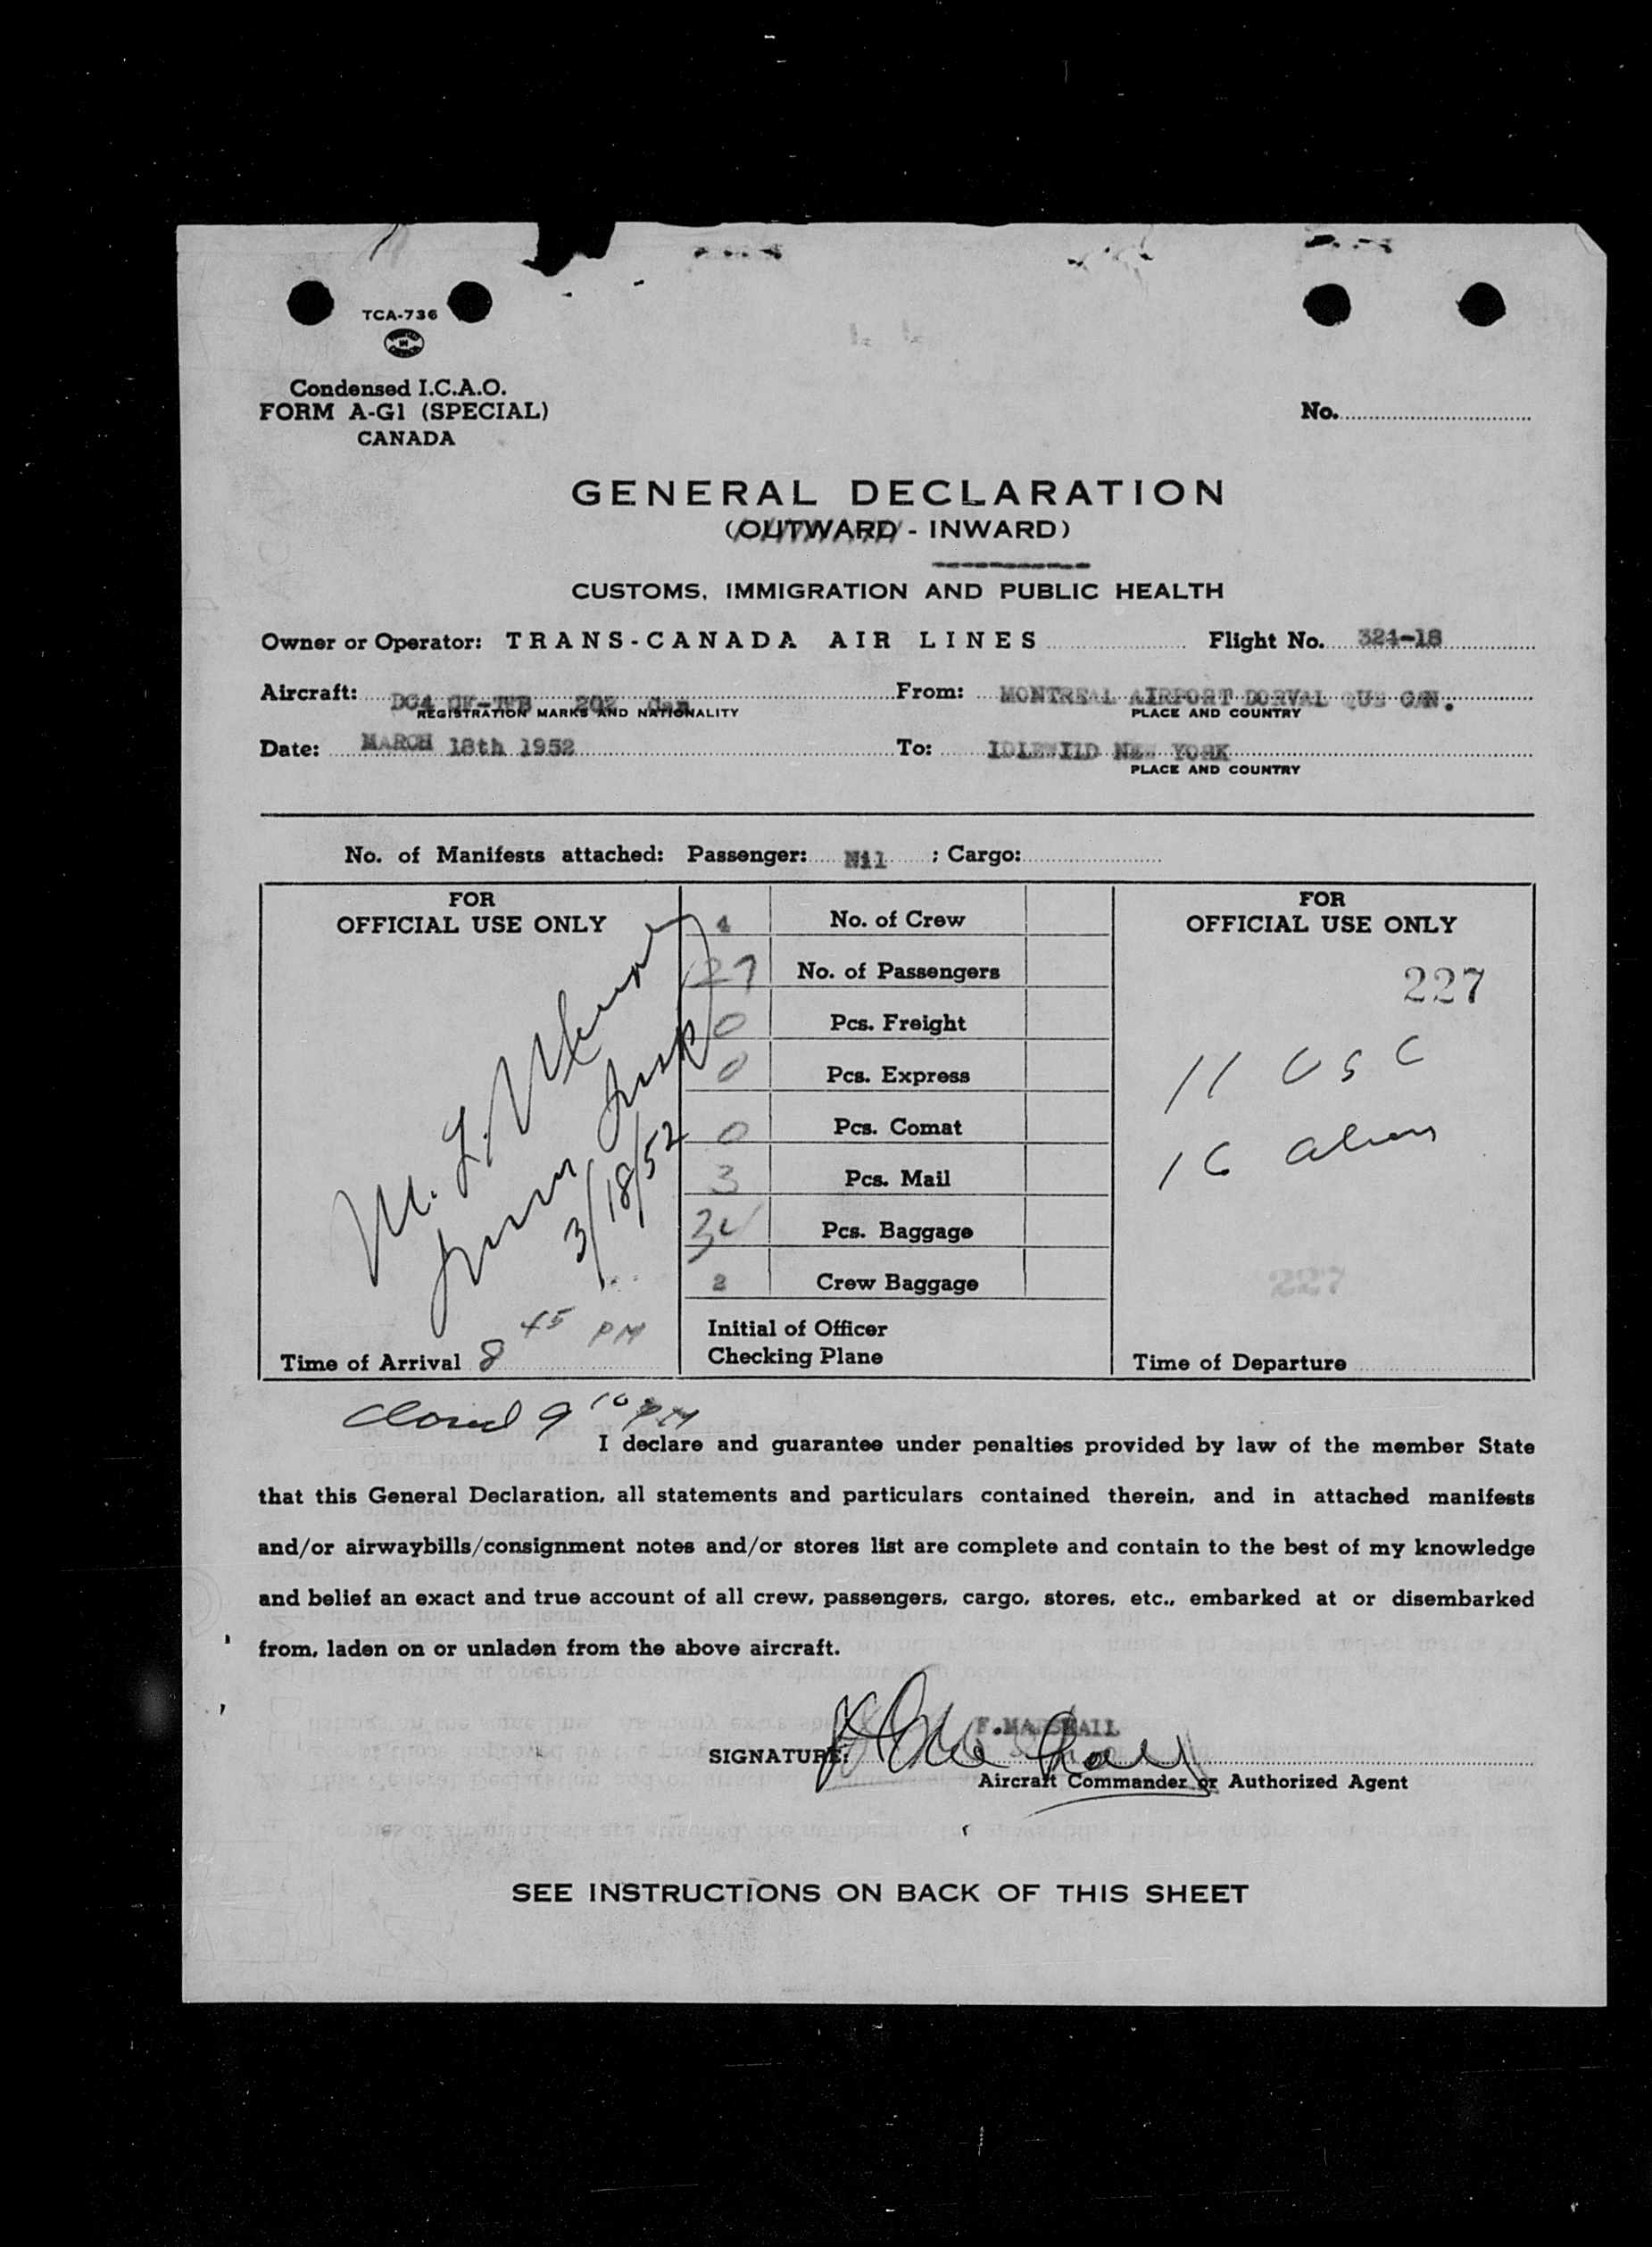 TCA-736
Condensed I.C.A.O.
FORM A-G1 (SPECIAL)
CANADA
No.
GENERAL DECLARATION
(OUTWARD - INWARD)
CUSTOMS, IMMIGRATION AND PUBLIC HEALTH
Owner or Operator: TRANS-CANADA AIR LINES Flight No. 324-18
Aircraft: DC4 CF-TFB 202 Can From: MONTREAL AIRPORT DORVAL QUE CAN.
REGISTRATION MARKS AND NATIONALITY PLACE AND COUNTRY
Date: MARCH 18th 1952 To: IDLEWILD NEW YORK
PLACE AND COUNTRY
No. of Manifests attached: Passenger: Nil ; Cargo:
FOR
OFFICIAL USE ONLY
M. J.
3/18/52
Time of Arrival 8 45 PM
4 No. of Crew
27 No. of Passengers
0 Pcs. Freight
0 Pcs. Express
0 Pcs. Comat
3 Pcs. Mail
Pcs. Baggage
2 Crew Baggage
Initial of Officer
Checking Plane
FOR
OFFICIAL USE ONLY
227
11 USC
16 aliens
227
Time of Departure
Closed 9 10 PM
I declare and guarantee under penalties provided by law of the member State
that this General Declaration, all statements and particulars contained therein, and in attached manifests
and/or airwaybills/consignment notes and/or stores list are complete and contain to the best of my knowledge
and belief an exact and true account of all crew, passengers, cargo, stores, etc., embarked at or disembarked
from, laden on or unladen from the above aircraft.
F.MARSHALL
SIGNATURE:
Aircraft Commander or Authorized Agent
SEE INSTRUCTIONS ON BACK OF THIS SHEET